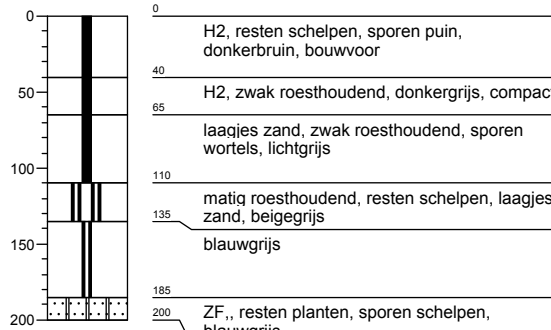 0
0
H2, resten schelpen, sporen puin,
donkerbruin, bouwvoor
40
50
H2, zwak roesthoudend, donkergrijs, compact
65
laagjes zand, zwak roesthoudend, sporen
wortels, lichtgrijs
100
110
matig roesthoudend, resten schelpen, laagjes
zand, beigegrijs
135
150
blauwgrijs
185
200
200
ZF,, resten planten, sporen schelpen,
blauwgrijs